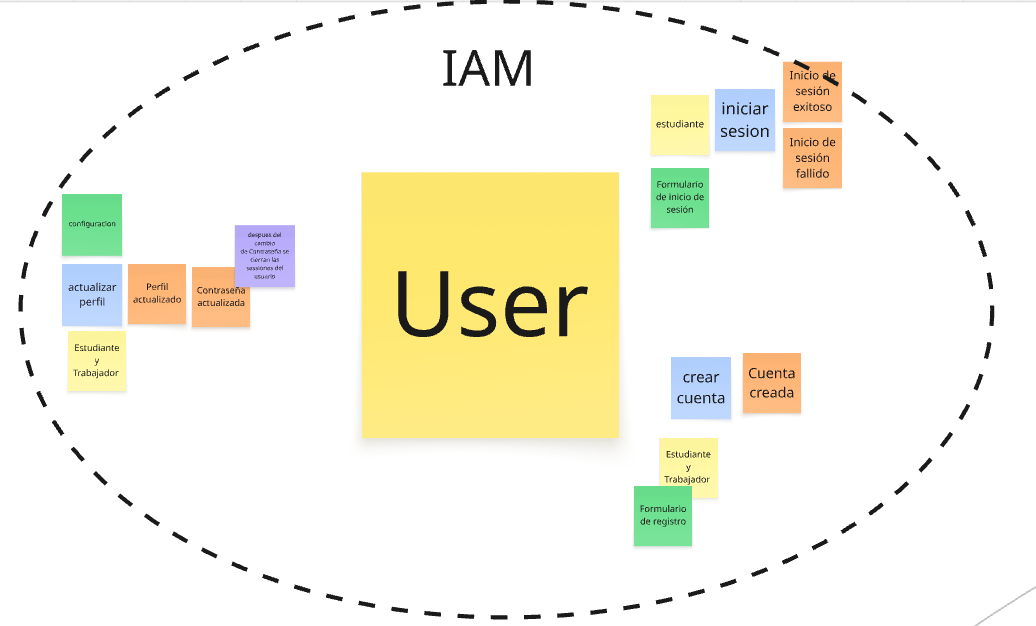 IAM
Inicio de
sesión
exitoso
estudiante
iniciar
sesion
Inicio de
sesión
fallido
Formulario
de inicio de
sesión
configuracion
despues del
cambio
de Contraseña se
cierran las
sessiones del
usuario
actualizar
perfil
Perfil
actualizado
Contraseña
actualizada
Estudiante
y
Trabajador
User
crear
cuenta
Cuenta
creada
Estudiante
y
Trabajador
Formulario
de registro